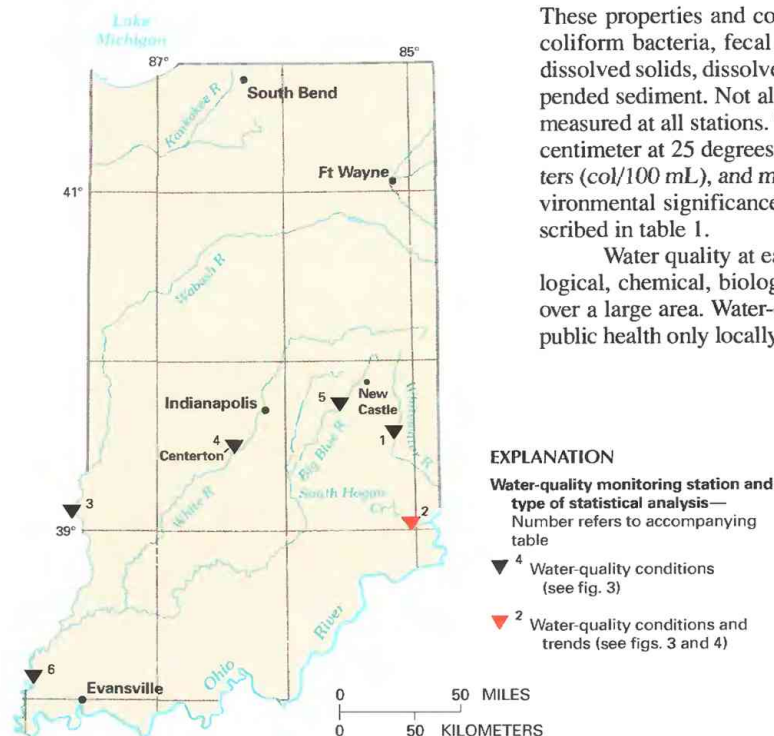 These properties and co
coliform bacteria, fecal
dissolved solids, dissolve
pended sediment. Not al
measured at all stations.
centimeter at 25 degrees
ters (col/100 mL), and m
vironmental significance
scribed in table 1.
Water quality at ea
logical, chemical, biolog
over a large area. Water-
public health only locally
Lake
Michigan
87°
85°
South Bend
Kankakee R
Ft Wayne
41°
Wabash R
Indianapolis
5
New
Castle
Whitewater R
4
Centerton
Big Blue R
1
South Hogan
Cr
White R
3
2
39°
River
Ohio
6
Evansville
0 50 MILES
0 50 KILOMETERS
EXPLANATION
Water-quality monitoring station and
type of statistical analysis—
Number refers to accompanying
table
4 Water-quality conditions
(see fig. 3)
2 Water-quality conditions and
trends (see figs. 3 and 4)